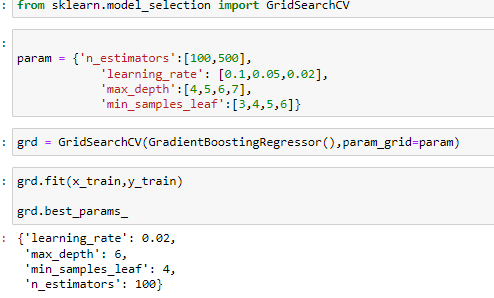 : from sklearn.model_selection import GridSearchCV
:
param = {'n_estimators':[100,500],
'learning_rate': [0.1,0.05,0.02],
'max_depth':[4,5,6,7],
'min_samples_leaf':[3,4,5,6]}
: grd = GridSearchCV(GradientBoostingRegressor(),param_grid=param)
: grd.fit(x_train,y_train)
grd.best_params_
: {'learning_rate': 0.02,
'max_depth': 6,
'min_samples_leaf': 4,
'n_estimators': 100}